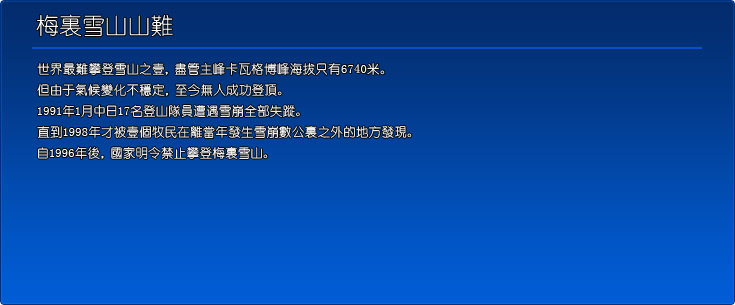 梅裏雪山山難
世界最難攀登雪山之壹, 盡管主峰卡瓦格博峰海拔只有6740米。
但由于氣候變化不穩定, 至今無人成功登頂。
1991年1月中日17名登山隊員遭遇雪崩全部失蹤。
直到1998年才被壹個牧民在離當年發生雪崩數公裏之外的地方發現。
自1996年後, 國家明令禁止攀登梅裏雪山。